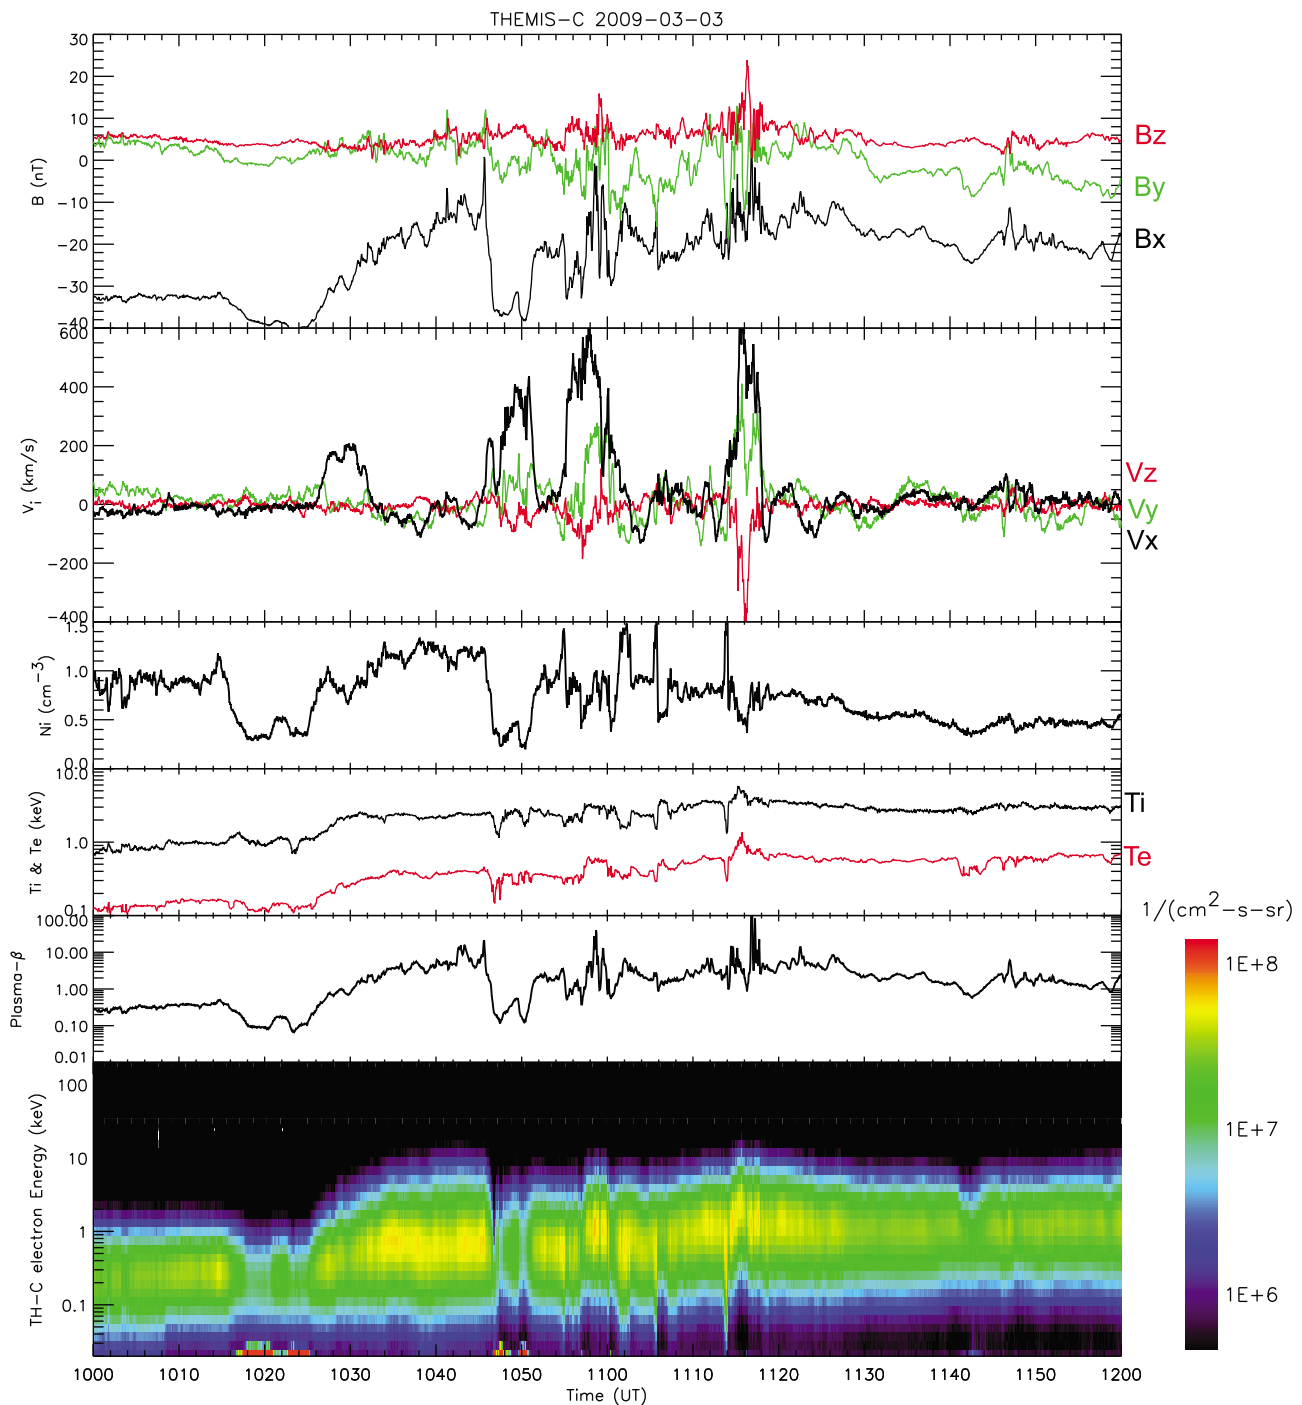 THEMIS-C 2009-03-03
30
20
10
0
-10
-20
-30
-40
B (nT)
Bz
By
Bx
600
400
200
0
-200
-400
Vi (km/s)
Vz
Vy
Vx
1.5
1.0
0.5
0.0
Ni (cm-3)
10.0
1.0
0.1
Ti & Te (keV)
Ti
Te
100.00
10.00
1.00
0.10
0.01
Plasma-β
100
10
1
0.1
TH-C electron Energy (keV)
1/(cm2-s-sr)
1E+8
1E+7
1E+6
1000 1010 1020 1030 1040 1050 1100 1110 1120 1130 1140 1150 1200
Time (UT)